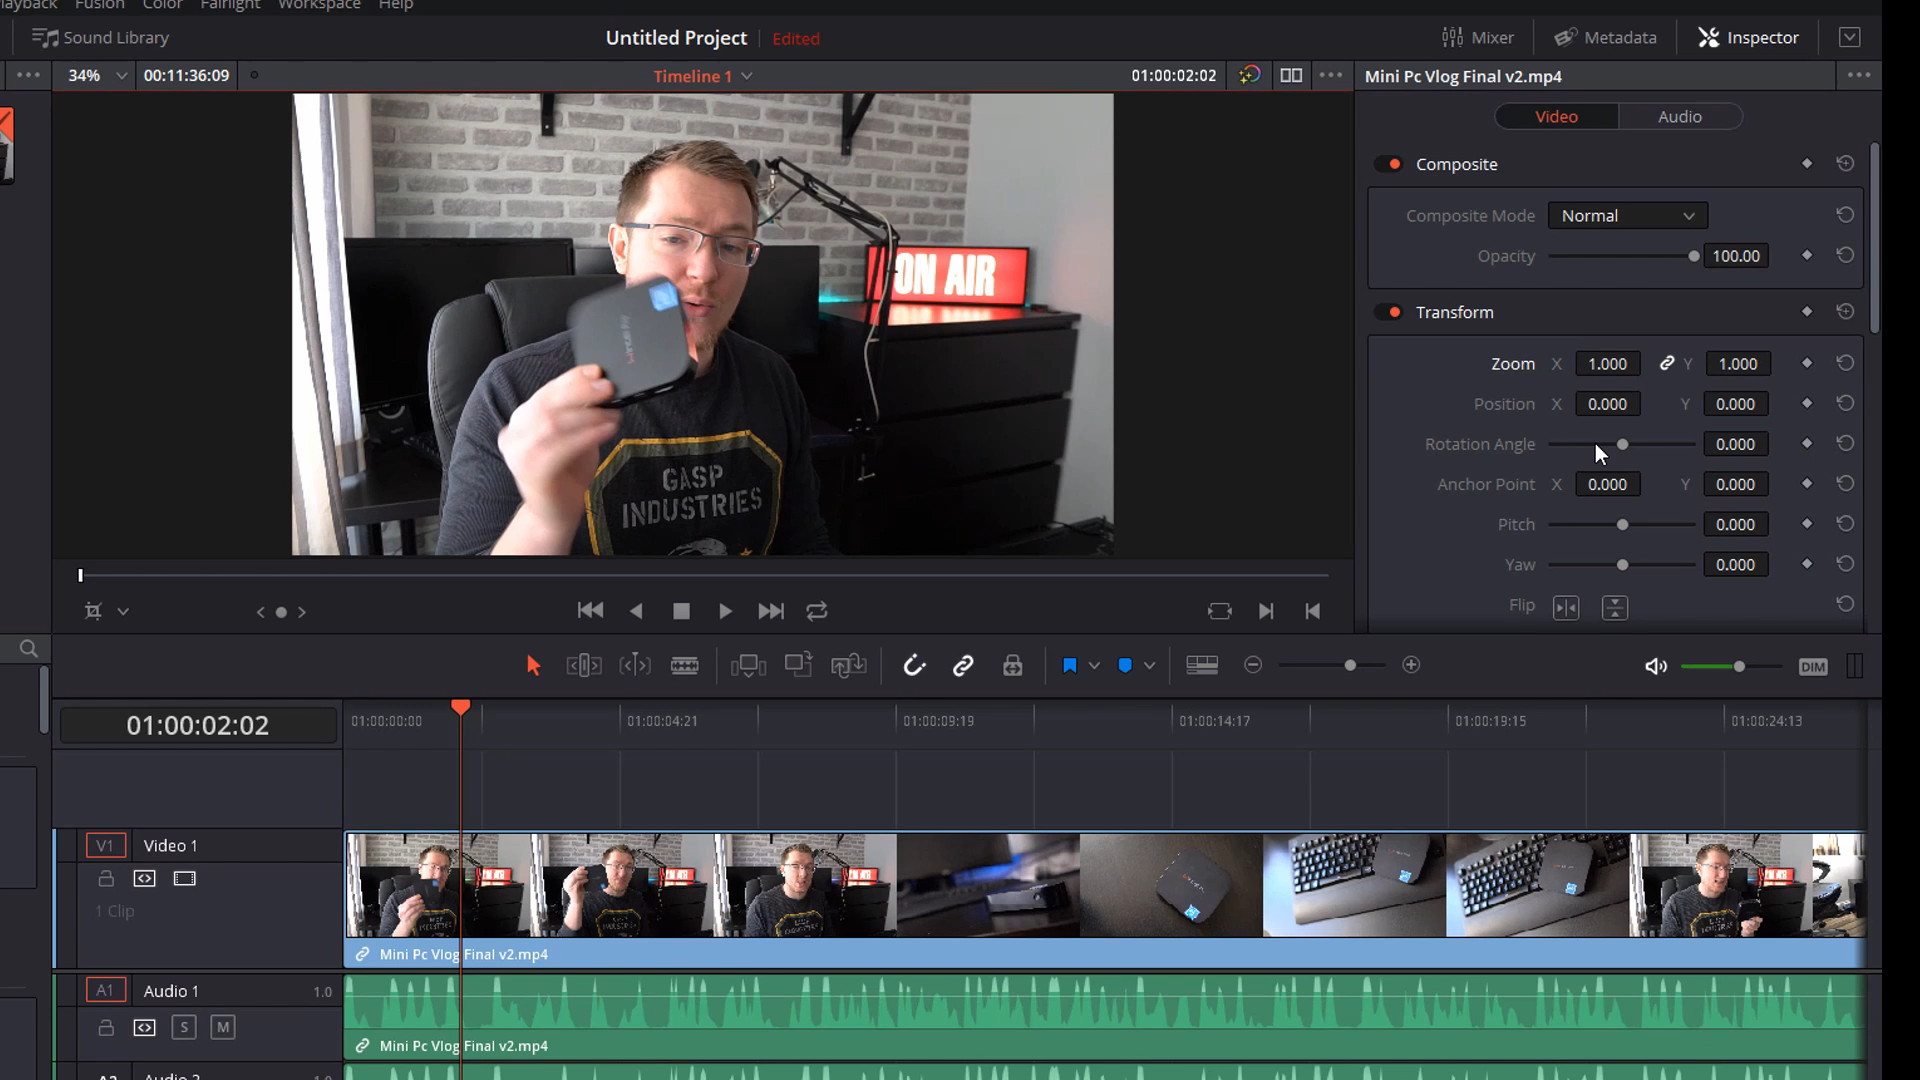 Playback Fusion Color Fairlight Workspace Help
Sound Library
Untitled Project Edited
Mixer Metadata Inspector
34% 00:11:36:09 Timeline 1 01:00:02:02
Mini Pc Vlog Final v2.mp4
Video Audio
Composite
Composite Mode Normal
Opacity 100.00
Transform
Zoom X 1.000 Y 1.000
Position X 0.000 Y 0.000
Rotation Angle 0.000
Anchor Point X 0.000 Y 0.000
Pitch 0.000
Yaw 0.000
Flip
ON AIR
GASP
INDUSTRIES
DIM
01:00:02:02
01:00:00:00 01:00:04:21 01:00:09:19 01:00:14:17 01:00:19:15 01:00:24:13
V1 Video 1
1 Clip
Mini Pc Vlog Final v2.mp4
A1 Audio 1 1.0
S M
Mini Pc Vlog Final v2.mp4